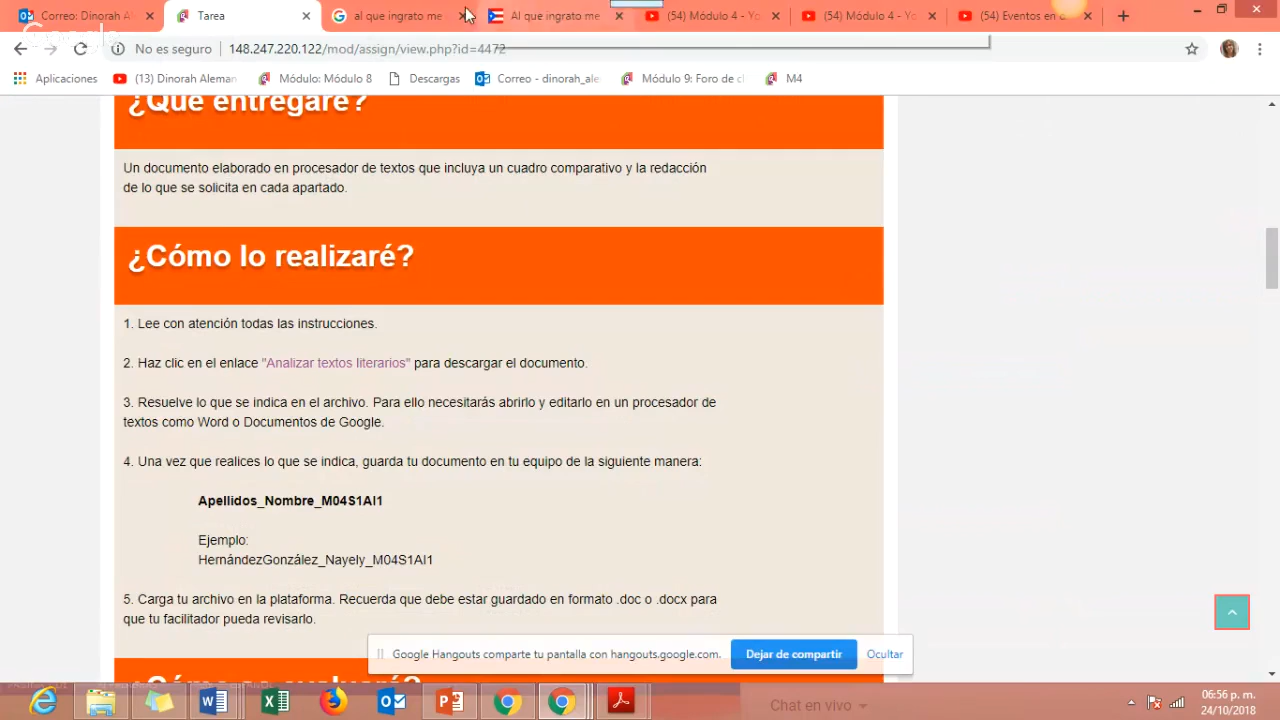 Correo: Dinorah Al
Tarea
al que ingrato me
Al que ingrato me
(54) Módulo 4 - Yo
(54) Módulo 4 - Yo
(54) Eventos en d
No es seguro
148.247.220.122/mod/assign/view.php?id=4472
Aplicaciones
(13) Dinorah Aleman
Módulo: Módulo 8
Descargas
Correo - dinorah_ale
Módulo 9: Foro de cl
M4
¿Qué entregaré?
Un documento elaborado en procesador de textos que incluya un cuadro comparativo y la redacción
de lo que se solicita en cada apartado.
¿Cómo lo realizaré?
1. Lee con atención todas las instrucciones.
2. Haz clic en el enlace "Analizar textos literarios" para descargar el documento.
3. Resuelve lo que se indica en el archivo. Para ello necesitarás abrirlo y editarlo en un procesador de
textos como Word o Documentos de Google.
4. Una vez que realices lo que se indica, guarda tu documento en tu equipo de la siguiente manera:
Apellidos_Nombre_M04S1AI1
Ejemplo:
HernándezGonzález_Nayely_M04S1AI1
5. Carga tu archivo en la plataforma. Recuerda que debe estar guardado en formato .doc o .docx para
que tu facilitador pueda revisarlo.
Google Hangouts comparte tu pantalla con hangouts.google.com.
Dejar de compartir
Ocultar
Chat en vivo
06:56 p. m.
24/10/2018